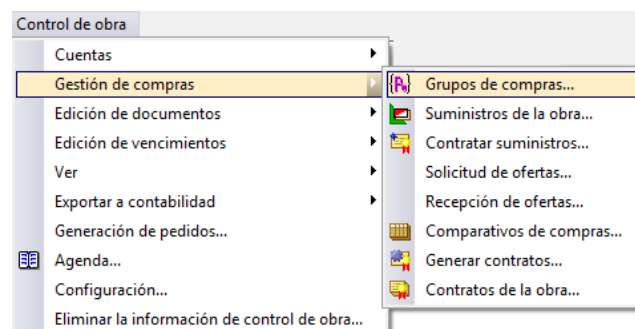 Control de obra
Cuentas
Gestión de compras
Edición de documentos
Edición de vencimientos
Ver
Exportar a contabilidad
Generación de pedidos...
Agenda...
Configuración...
Eliminar la información de control de obra...
Grupos de compras...
Suministros de la obra...
Contratar suministros...
Solicitud de ofertas...
Recepción de ofertas...
Comparativos de compras...
Generar contratos...
Contratos de la obra...